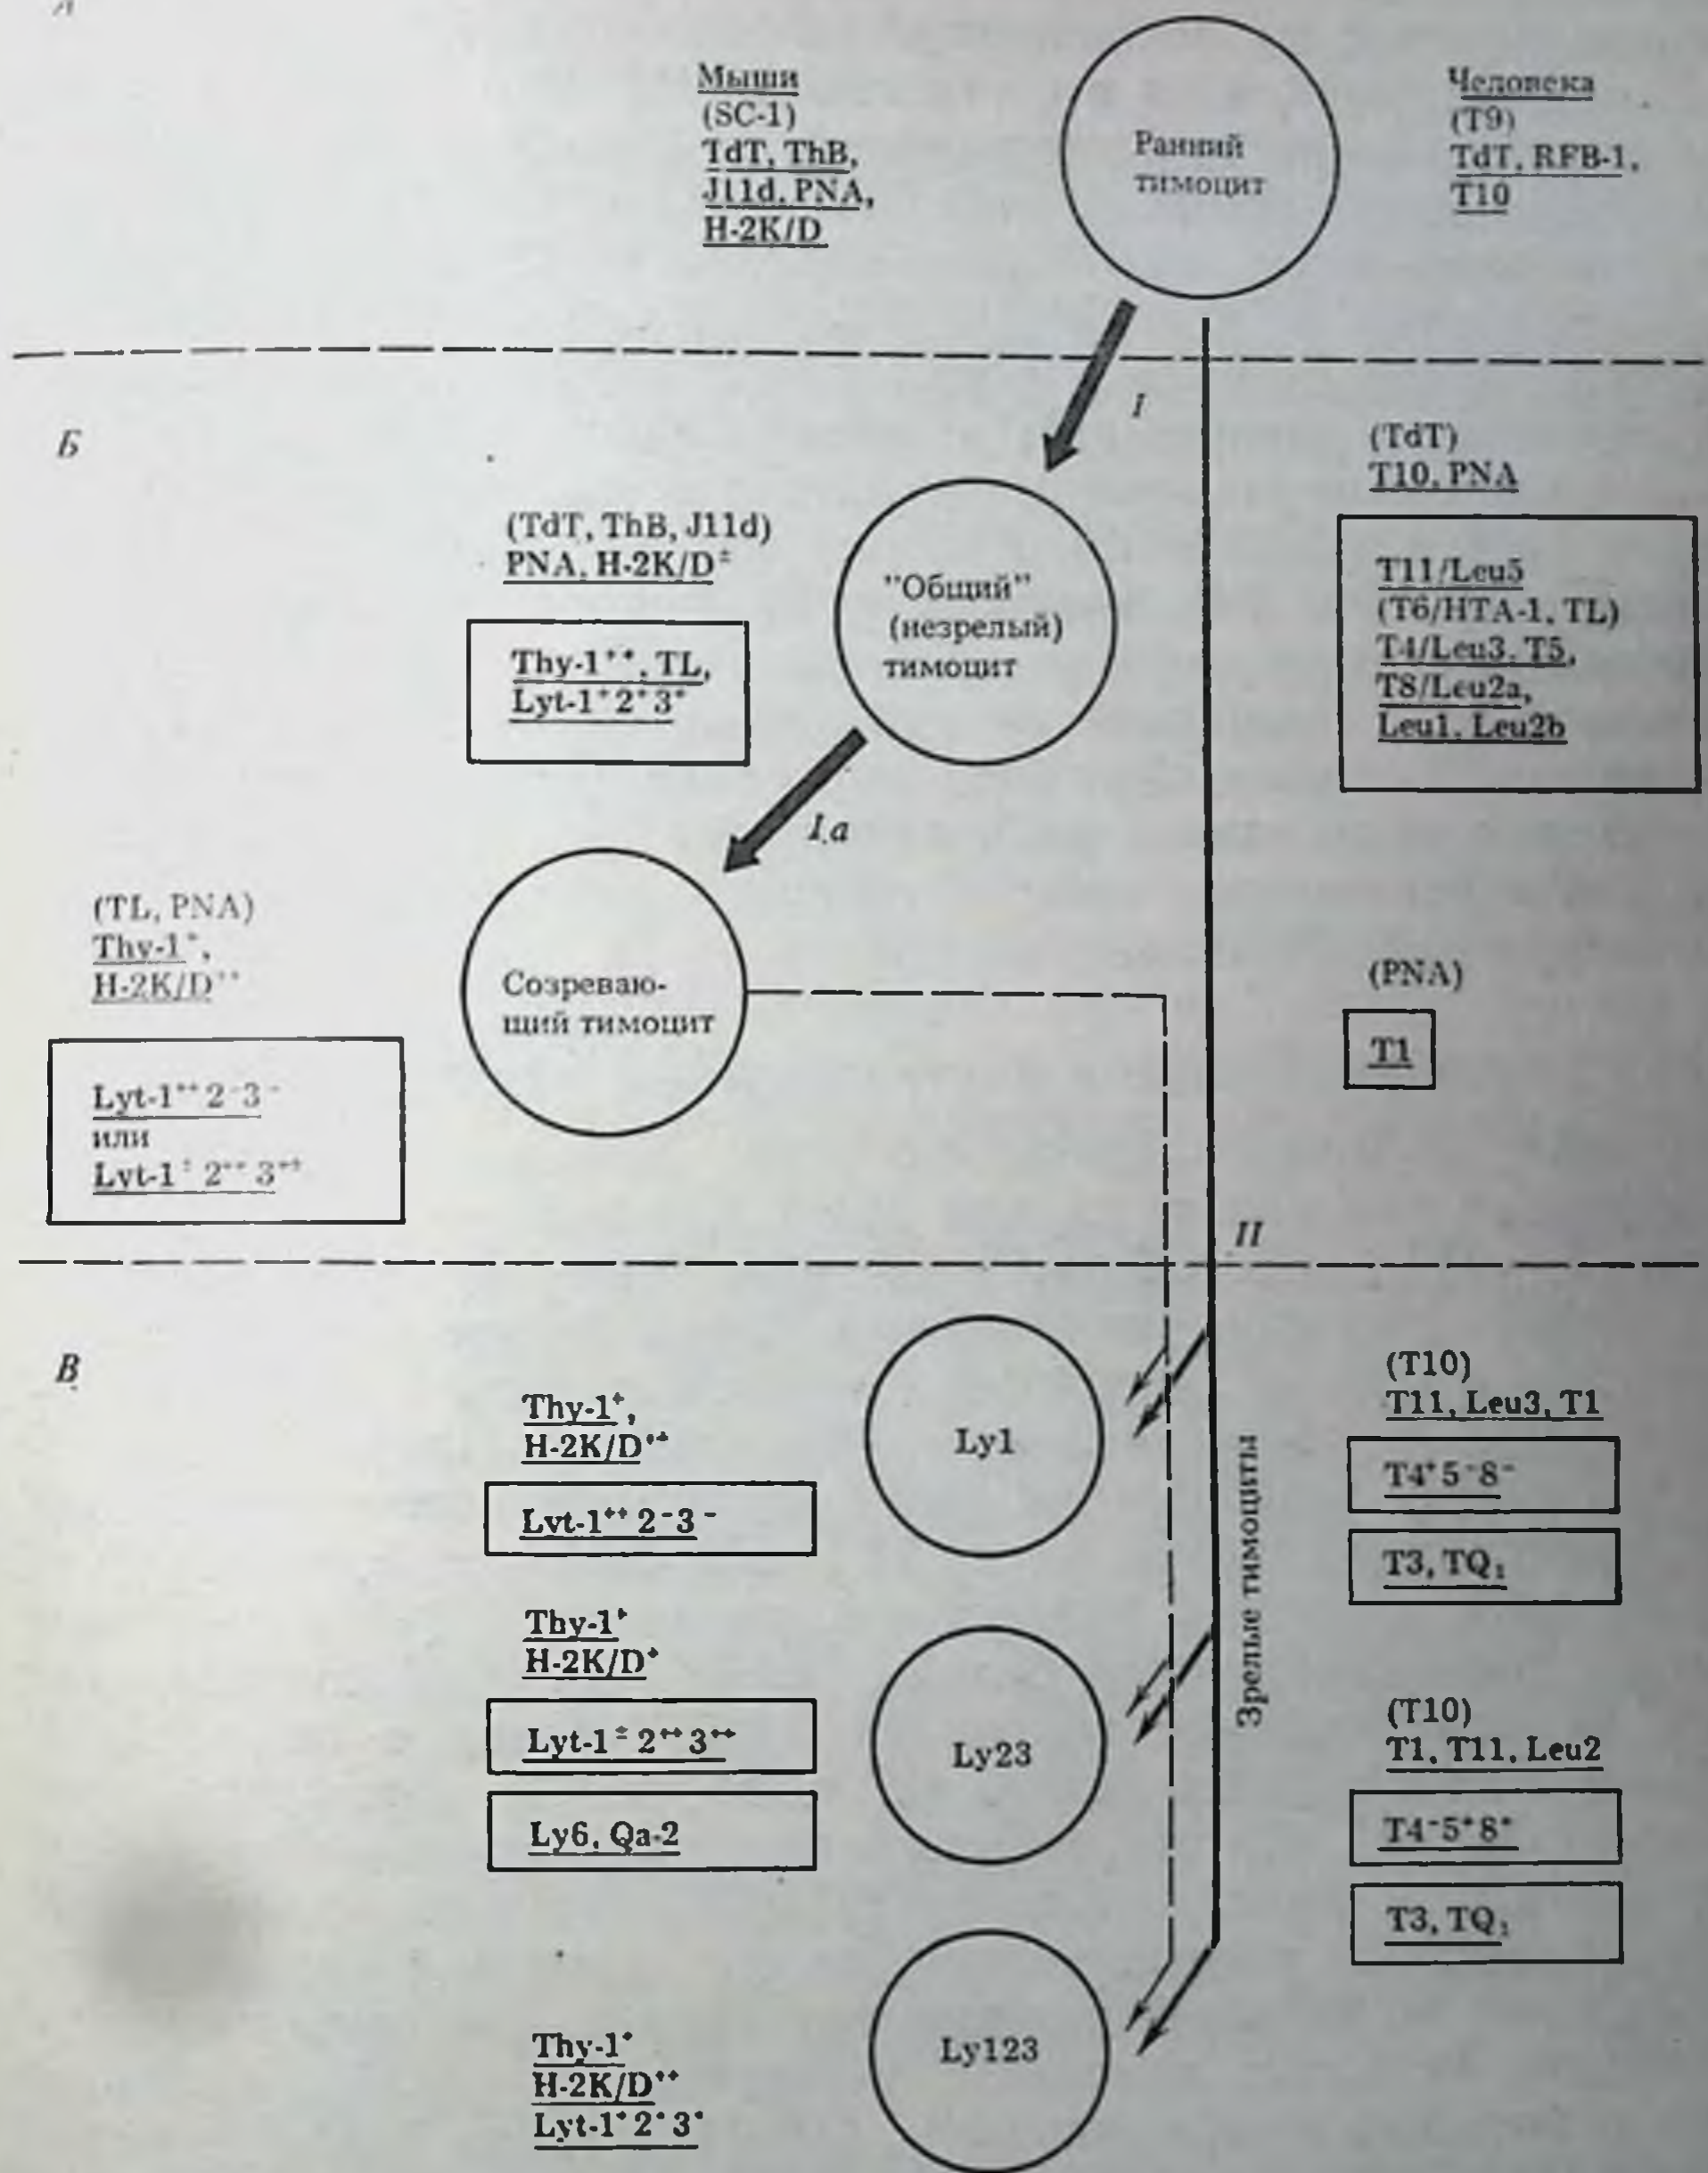 А
Мыши
(SC-1)
TdT, ThB,
J11d, PNA,
H-2K/D
Ранний
тимоцит
Человека
(T9)
TdT, RFB-1,
T10
I
Б
(TdT, ThB, J11d)
PNA, H-2K/D±
Thy-1⁺⁺, TL,
Lyt-1⁺2⁺3⁺
"Общий"
(незрелый)
тимоцит
(TdT)
T10, PNA
T11/Leu5
(T6/HTA-1, TL)
T4/Leu3, T5,
T8/Leu2a,
Leu1, Leu2b
I,a
(TL, PNA)
Thy-1⁺,
H-2K/D⁺⁺
Lyt-1⁺⁺2⁻3⁻
или
Lyt-1±2⁺⁺3⁺⁺
Созреваю-
щий тимоцит
(PNA)
T1
II
В
Thy-1⁺,
H-2K/D⁺⁺
Lyt-1⁺⁺2⁻3⁻
Ly1
(T10)
T11, Leu3, T1
T4⁺5⁻8⁻
T3, TQ₁
Зрелые тимоциты
Thy-1⁺
H-2K/D⁺
Lyt-1±2⁺⁺3⁺⁺
Ly6, Qa-2
Ly23
(T10)
T1, T11, Leu2
T4⁻5⁺8⁺
T3, TQ₁
Thy-1⁺
H-2K/D⁺⁺
Lyt-1⁺2⁺3⁺
Ly123